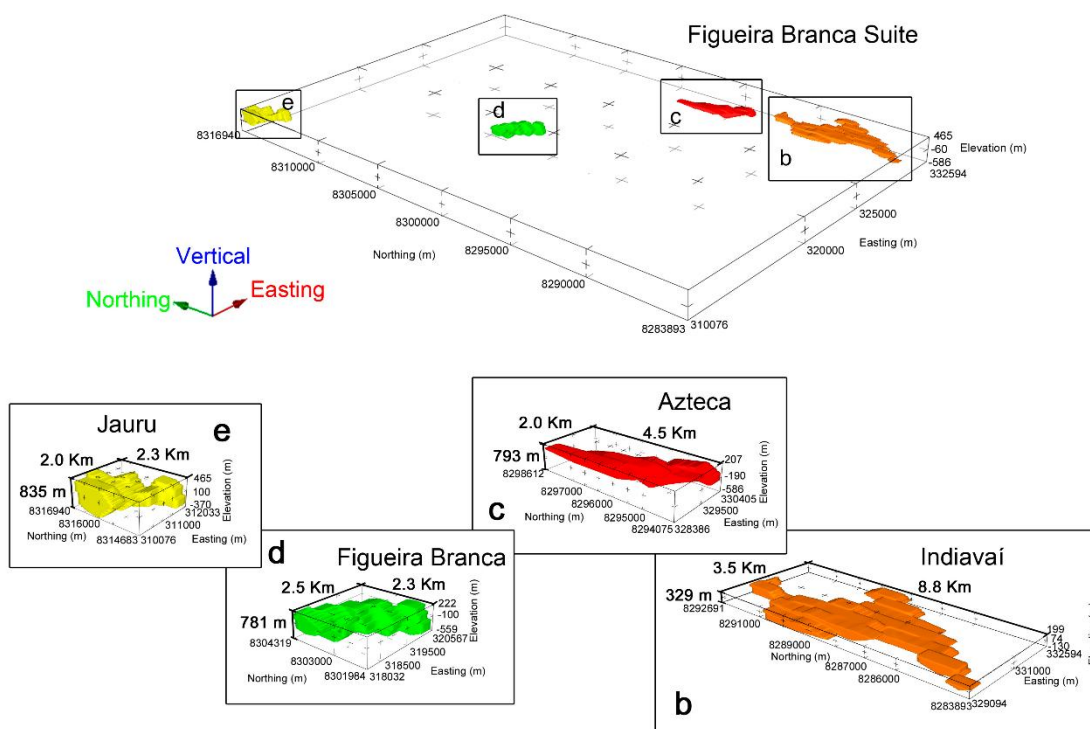 Figueira Branca Suite
e
d
c
b
8316940
8310000
8305000
8300000
8295000
8290000
8283893
Northing (m)
310076
320000
325000
332594
Easting (m)
465
-60
-586
Elevation (m)
Vertical
Northing
Easting
Jauru
e
2.0 Km
2.3 Km
835 m
465
100
-370
Elevation (m)
8316940
8316000
8314683
Northing (m)
310076
311000
312033
Easting (m)
Azteca
2.0 Km
4.5 Km
793 m
207
-190
-586
Elevation (m)
8298612
8297000
8296000
8295000
8294075
Northing (m)
328386
329500
330405
Easting (m)
c
d
Figueira Branca
2.5 Km
2.3 Km
781 m
222
-100
-559
Elevation (m)
8304319
8303000
8301984
Northing (m)
318032
318500
319500
320567
Easting (m)
Indiavaí
3.5 Km
8.8 Km
329 m
199
74
-130
8292691
8291000
8289000
8287000
8286000
8283893
Northing (m)
329094
331000
332594
Easting (m)
b